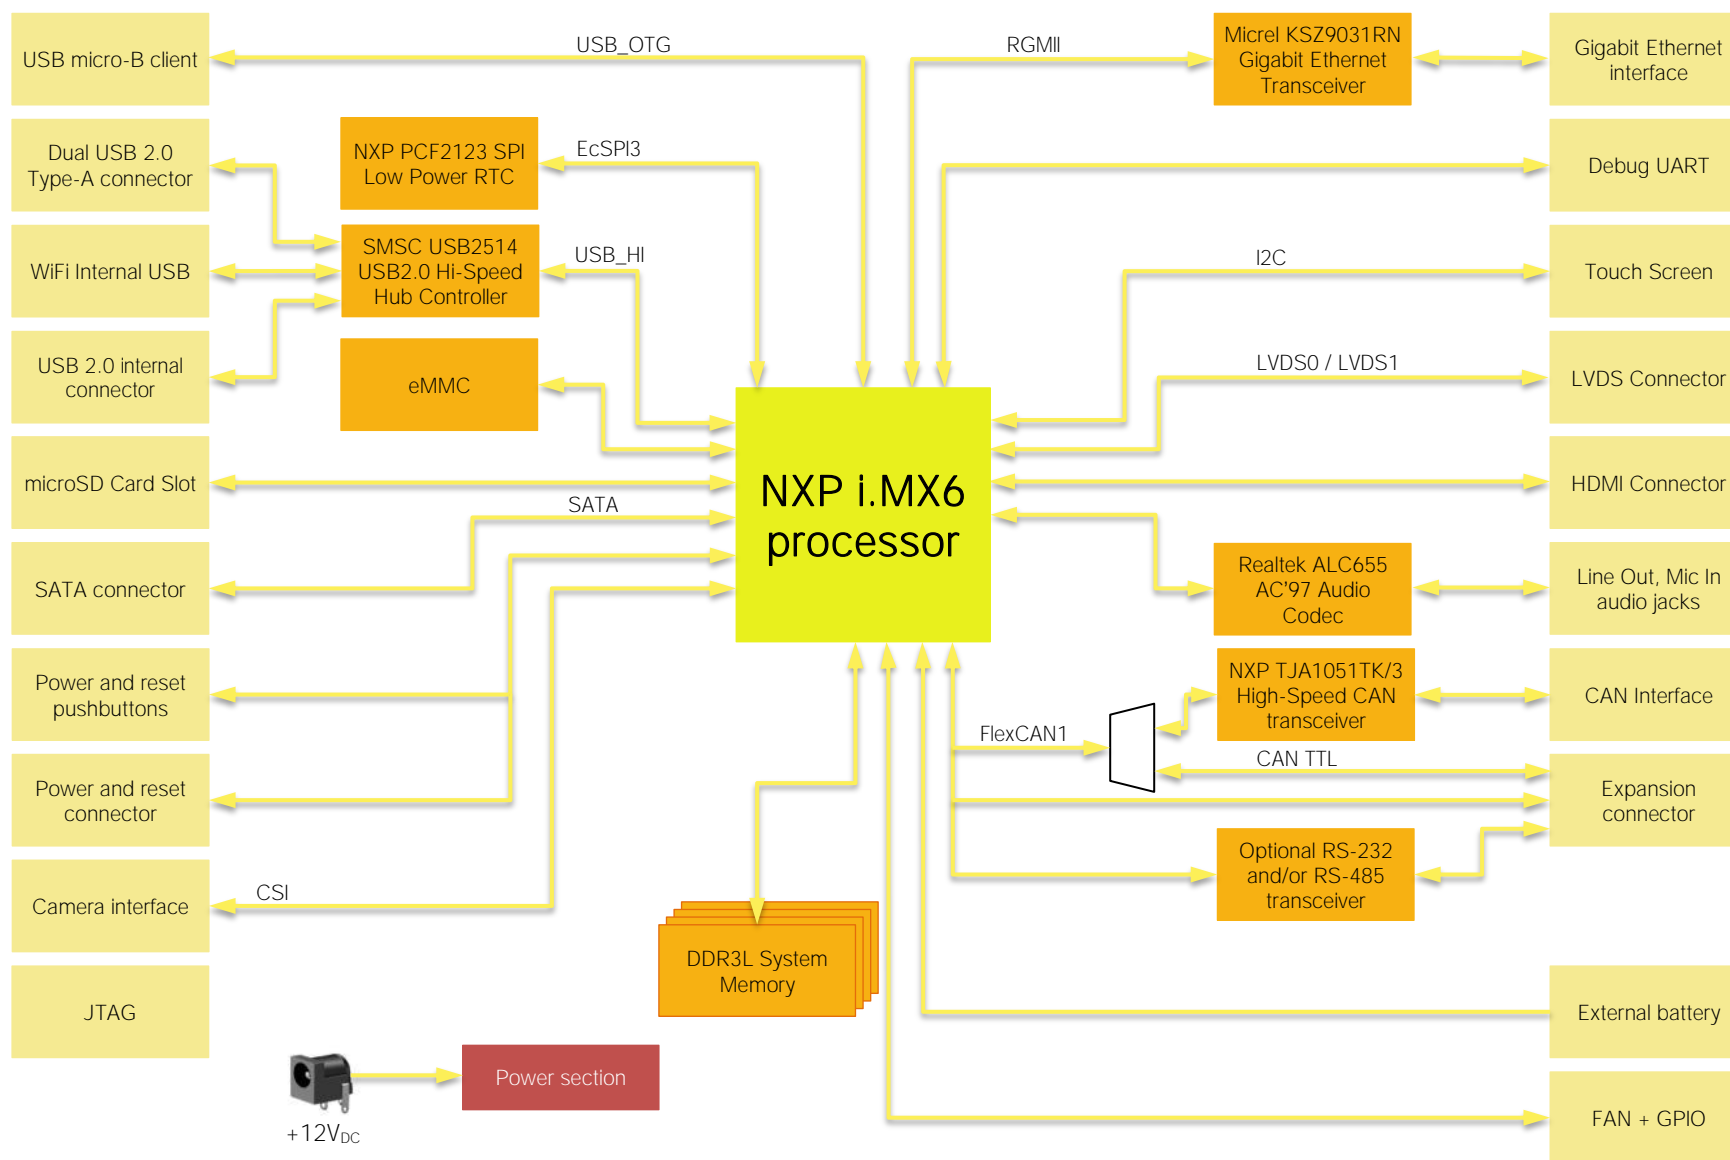 USB micro-B client
USB_OTG
RGMII
Micrel KSZ9031RN
Gigabit Ethernet
Transceiver
Gigabit Ethernet
interface
Dual USB 2.0
Type-A connector
NXP PCF2123 SPI
Low Power RTC
EcSPI3
Debug UART
WiFi Internal USB
SMSC USB2514
USB2.0 Hi-Speed
Hub Controller
USB_HI
I2C
Touch Screen
USB 2.0 internal
connector
eMMC
LVDS0 / LVDS1
LVDS Connector
microSD Card Slot
NXP i.MX6
processor
HDMI Connector
SATA
SATA connector
Realtek ALC655
AC'97 Audio
Codec
Line Out, Mic In
audio jacks
Power and reset
pushbuttons
NXP TJA1051TK/3
High-Speed CAN
transceiver
CAN Interface
FlexCAN1
CAN TTL
Power and reset
connector
Expansion
connector
Camera interface
CSI
Optional RS-232
and/or RS-485
transceiver
DDR3L System
Memory
JTAG
External battery
+12VDC
Power section
FAN + GPIO